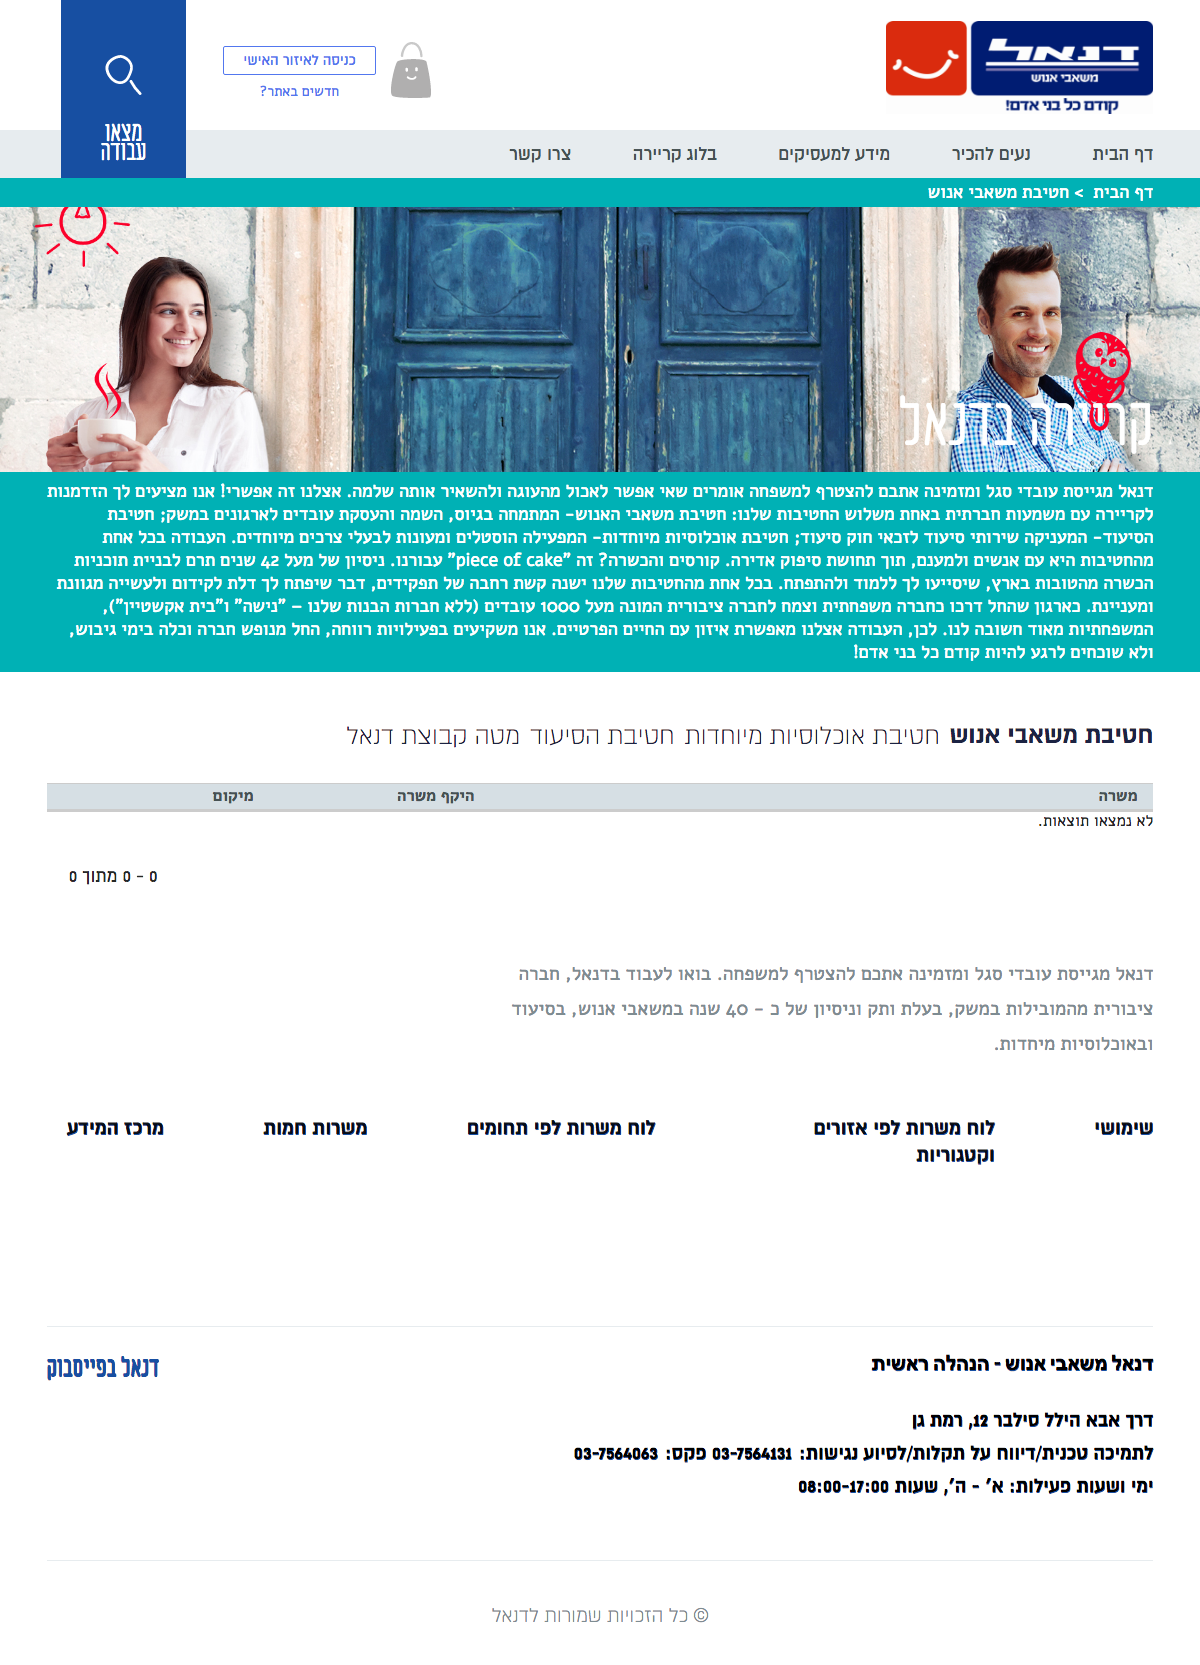 דנאל
משאבי אנוש
קודם כל בני אדם!
כניסה לאיזור האישי
חדשים באתר?
מצאו
עבודה
דף הבית
נעים להכיר
מידע למעסיקים
בלוג קריירה
צרו קשר
דף הבית > חטיבת משאבי אנוש
קריירה בדנאל
דנאל מגייסת עובדי סגל ומזמינה אתכם להצטרף למשפחה אומרים שאי אפשר לאכול מהעוגה ולהשאיר אותה שלמה. אצלנו זה אפשרי! אנו מציעים לך הזדמנות
לקריירה עם משמעות חברתית באחת משלוש החטיבות שלנו: חטיבת משאבי האנוש- המתמחה בגיוס, השמה והעסקת עובדים לארגונים במשק; חטיבת
הסיעוד- המעניקה שירותי סיעוד לזכאי חוק סיעוד; חטיבת אוכלוסיות מיוחדות- המפעילה הוסטלים ומעונות לבעלי צרכים מיוחדים. העבודה בכל אחת
מהחטיבות היא עם אנשים ולמענם, תוך תחושת סיפוק אדירה. קורסים והכשרה? זה "piece of cake" עבורנו. ניסיון של מעל 42 שנים תרם לבניית תוכניות
הכשרה מהטובות בארץ, שיסייעו לך ללמוד ולהתפתח. בכל אחת מהחטיבות שלנו ישנה קשת רחבה של תפקידים, דבר שיפתח לך דלת לקידום ולעשייה מגוונת
ומעניינת. כארגון שהחל דרכו כחברה משפחתית וצמח לחברה ציבורית המונה מעל 1000 עובדים (ללא חברות הבנות שלנו – "נישה" ו"בית אקשטיין"),
המשפחתיות מאוד חשובה לנו. לכן, העבודה אצלנו מאפשרת איזון עם החיים הפרטיים. אנו משקיעים בפעילויות רווחה, החל מנופש חברה וכלה בימי גיבוש,
ולא שוכחים לרגע להיות קודם כל בני אדם!
חטיבת משאבי אנוש חטיבת אוכלוסיות מיוחדות חטיבת הסיעוד מטה קבוצת דנאל
משרה
היקף משרה
מיקום
לא נמצאו תוצאות.
0 - 0 מתוך 0
דנאל מגייסת עובדי סגל ומזמינה אתכם להצטרף למשפחה. בואו לעבוד בדנאל, חברה
ציבורית מהמובילות במשק, בעלת ותק וניסיון של כ - 40 שנה במשאבי אנוש, בסיעוד
ובאוכלוסיות מיחדות.
שימושי
לוח משרות לפי אזורים
וקטגוריות
לוח משרות לפי תחומים
משרות חמות
מרכז המידע
דנאל משאבי אנוש - הנהלה ראשית
דנאל בפייסבוק
דרך אבא הילל סילבר 12, רמת גן
לתמיכה טכנית/דיווח על תקלות/לסיוע נגישות: 03-7564131 פקס: 03-7564063
ימי ושעות פעילות: א' - ה', שעות 08:00-17:00
© כל הזכויות שמורות לדנאל